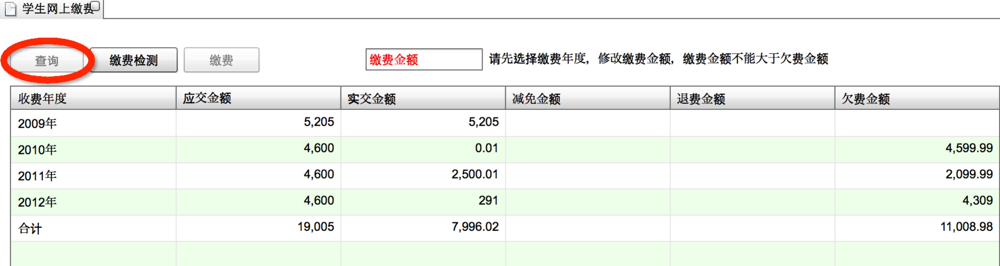 学生网上缴费
查询 缴费检测 缴费 缴费金额 请先选择缴费年度，修改缴费金额，缴费金额不能大于欠费金额
收费年度 应交金额 实交金额 减免金额 退费金额 欠费金额
2009年 5,205 5,205
2010年 4,600 0.01 4,599.99
2011年 4,600 2,500.01 2,099.99
2012年 4,600 291 4,309
合计 19,005 7,996.02 11,008.98